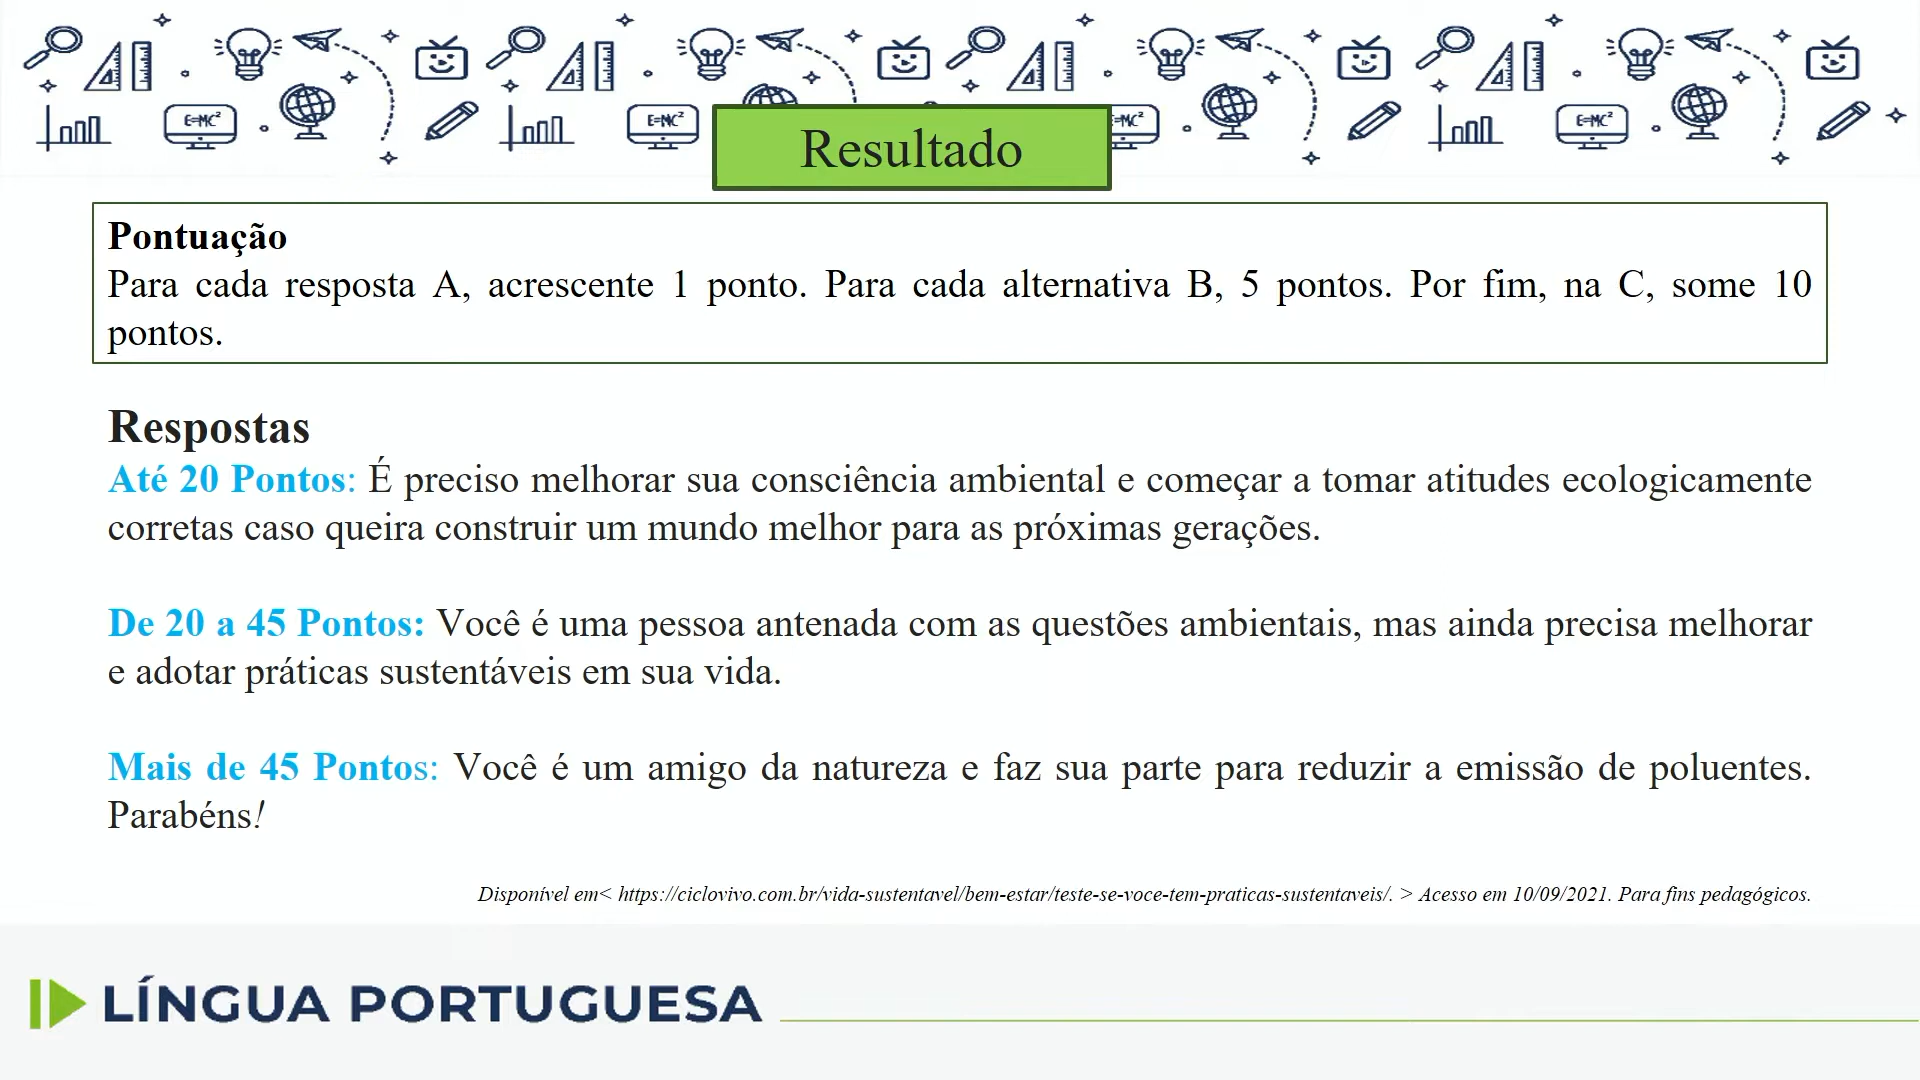 E=MC²
E=MC²
E=MC²
E=MC²
Resultado
Pontuação
Para cada resposta A, acrescente 1 ponto. Para cada alternativa B, 5 pontos. Por fim, na C, some 10
pontos.
Respostas
Até 20 Pontos: É preciso melhorar sua consciência ambiental e começar a tomar atitudes ecologicamente
corretas caso queira construir um mundo melhor para as próximas gerações.
De 20 a 45 Pontos: Você é uma pessoa antenada com as questões ambientais, mas ainda precisa melhorar
e adotar práticas sustentáveis em sua vida.
Mais de 45 Pontos: Você é um amigo da natureza e faz sua parte para reduzir a emissão de poluentes.
Parabéns!
Disponível em< https://ciclovivo.com.br/vida-sustentavel/bem-estar/teste-se-voce-tem-praticas-sustentaveis/. > Acesso em 10/09/2021. Para fins pedagógicos.
LÍNGUA PORTUGUESA